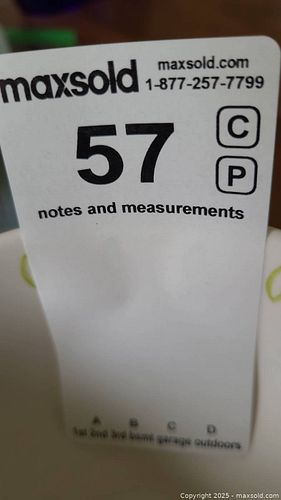 maxsold
maxsold.com
1-877-257-7799
57
C
P
notes and measurements
A B C D
1st 2nd 3rd bsmt garage outdoors
Copyright © 2025 - maxsold.com